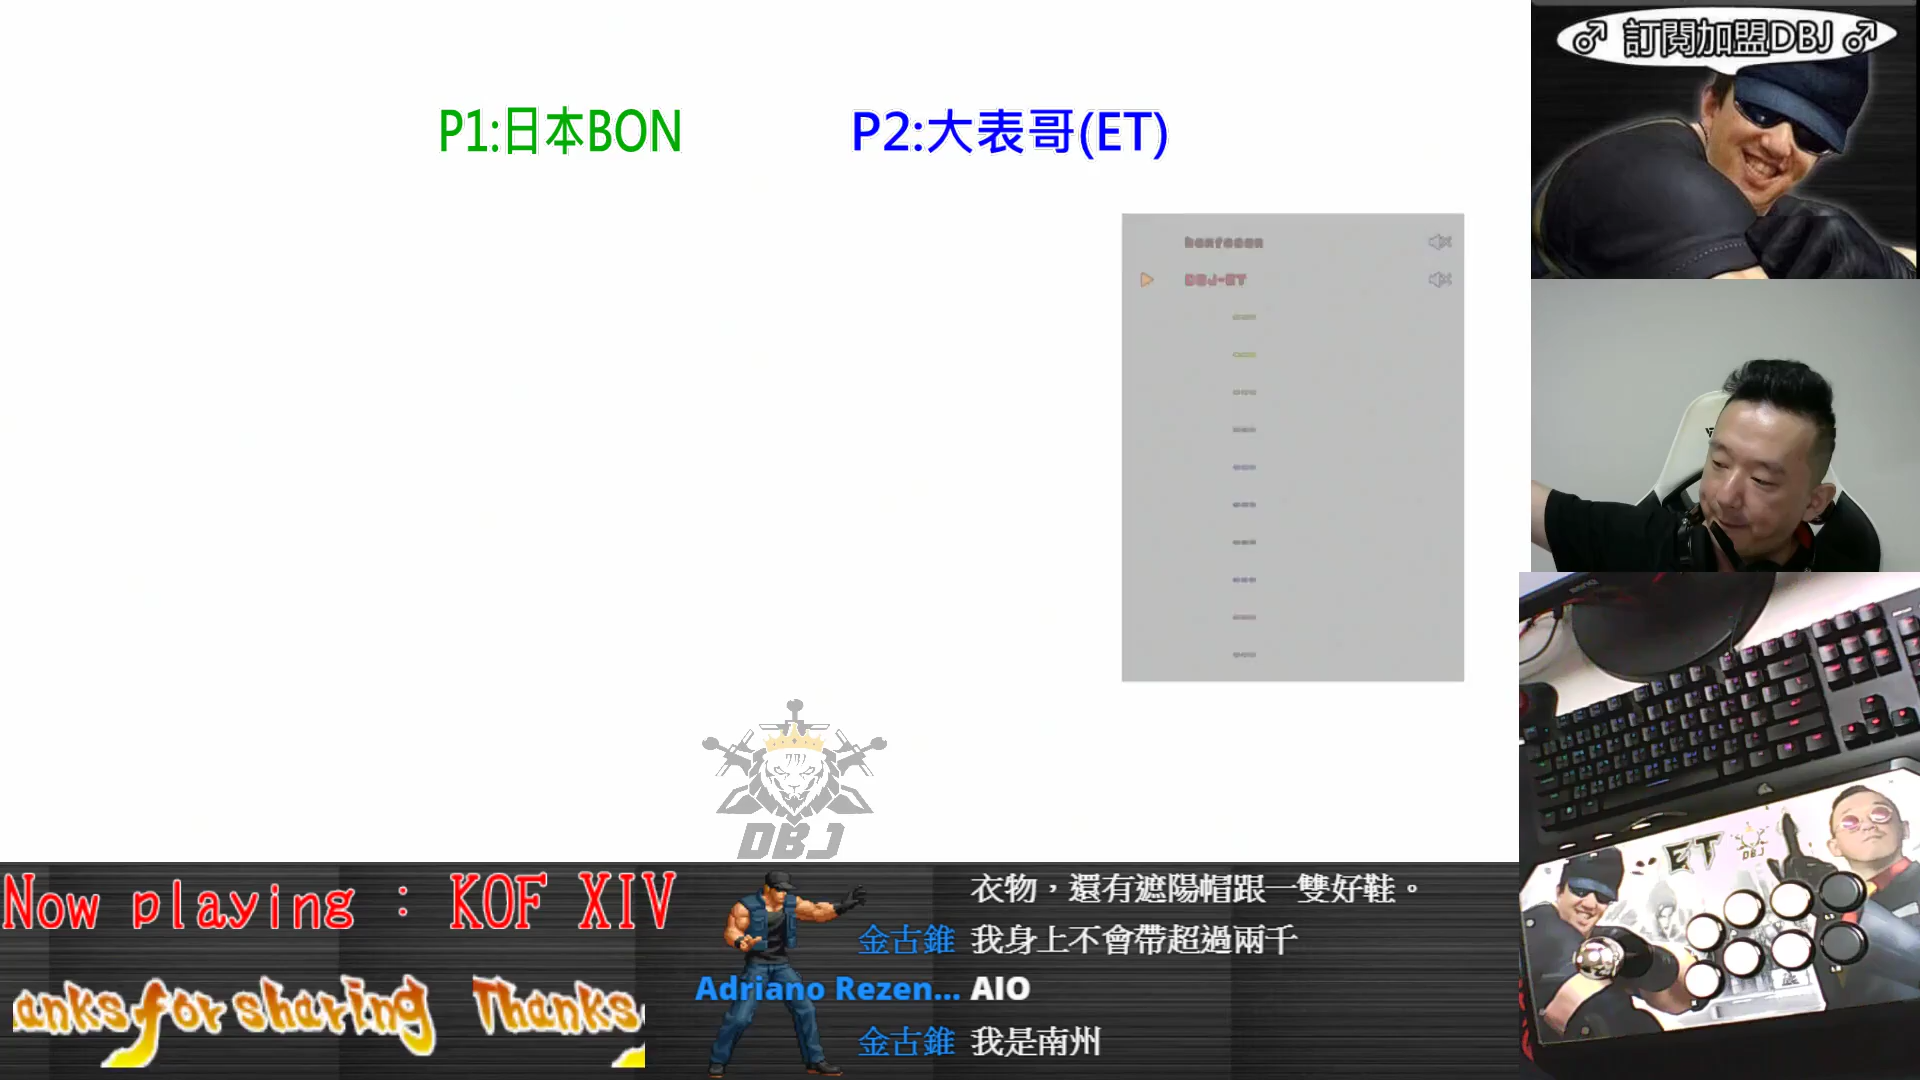 ♂ 訂閱加盟DBJ ♂
P1:日本BON
P2:大表哥(ET)
DBJ-ET
DBJ
ET
DBJ
Now playing : KOF XIV
anks for sharing Thanks
衣物，還有遮陽帽跟一雙好鞋。
金古錐 我身上不會帶超過兩千
Adriano Rezen... AIO
金古錐 我是南州